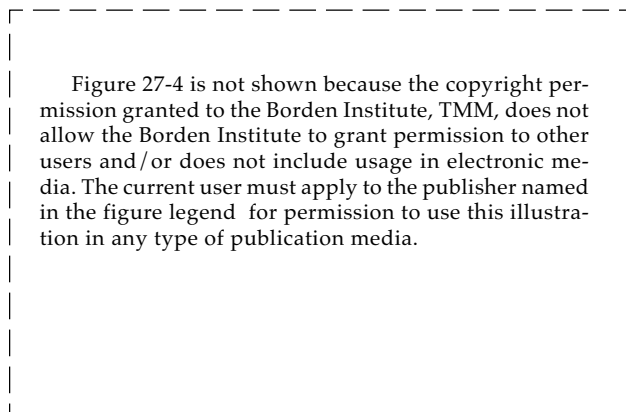 Figure 27-4 is not shown because the copyright per-
mission granted to the Borden Institute, TMM, does not
allow the Borden Institute to grant permission to other
users and/or does not include usage in electronic me-
dia. The current user must apply to the publisher named
in the figure legend  for permission to use this illustra-
tion in any type of publication media.